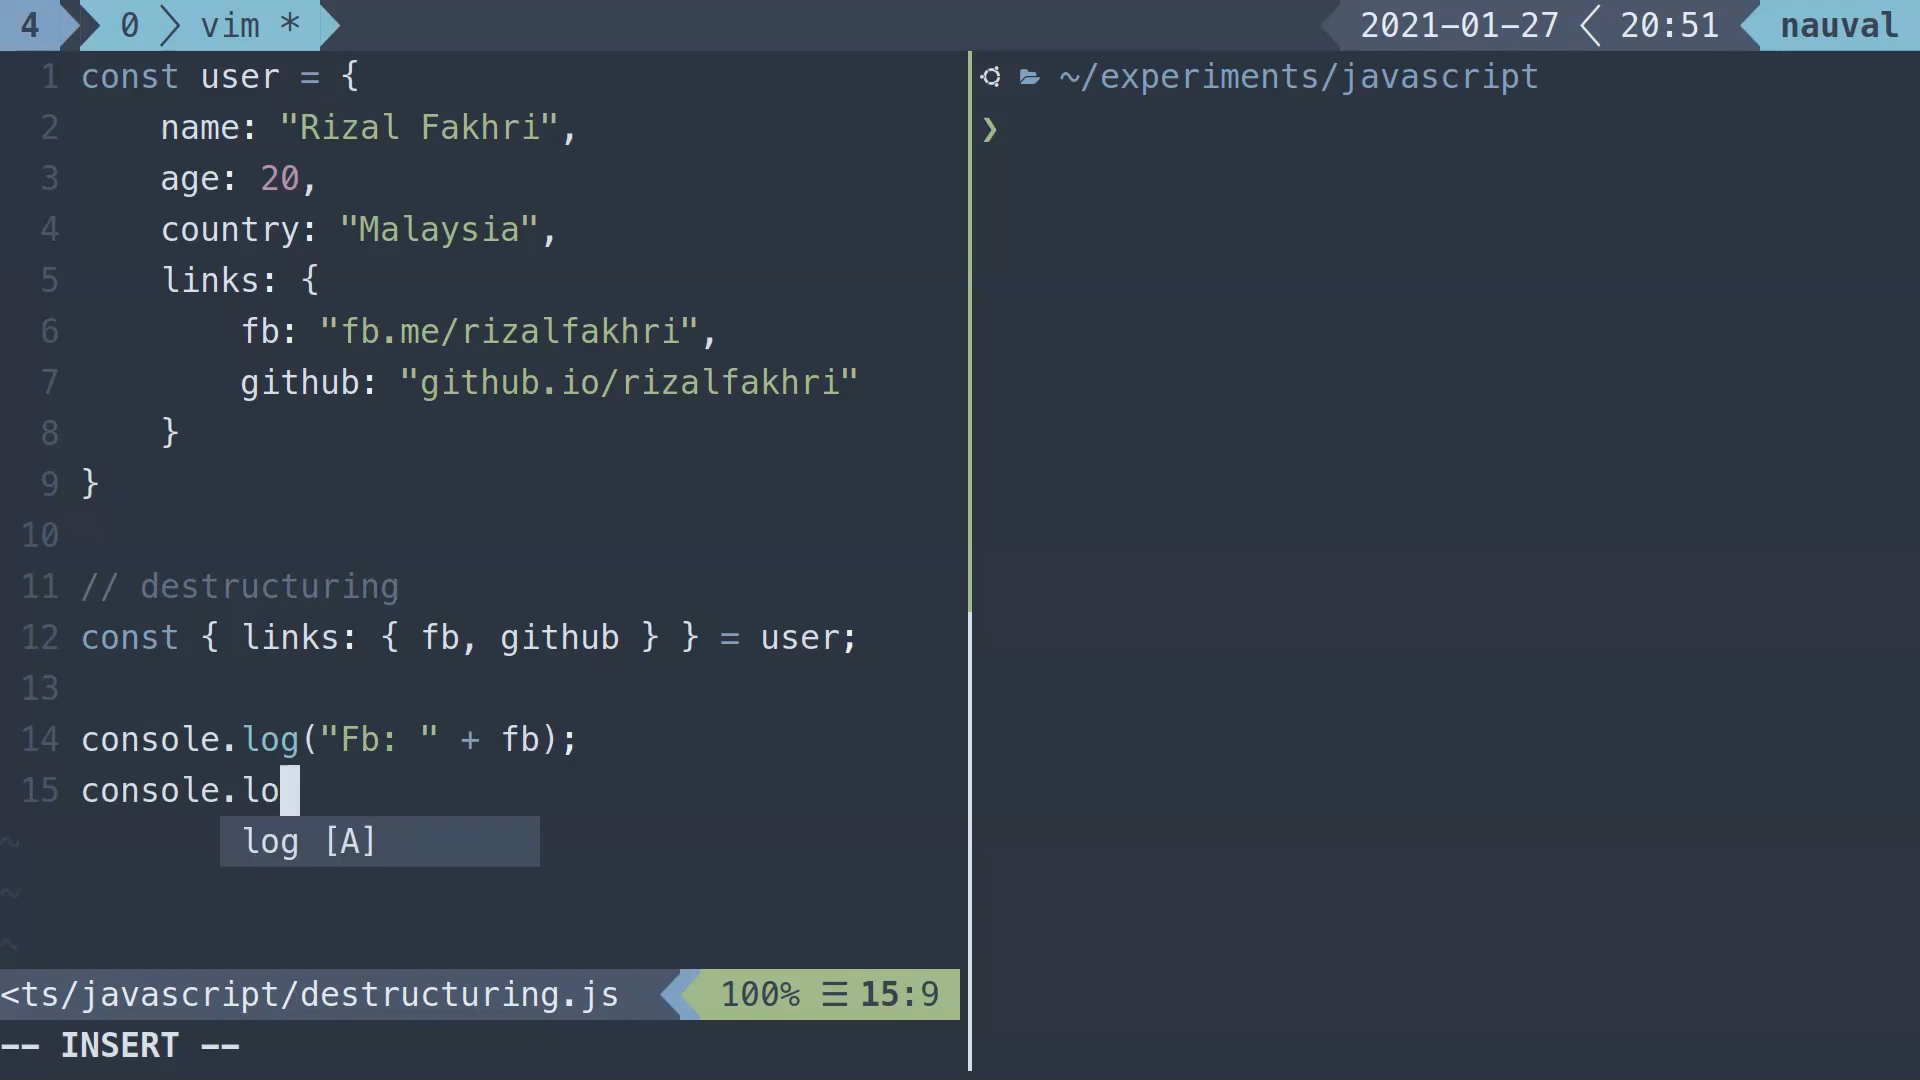 4 0 vim * 2021-01-27 20:51 nauval
1 const user = {
2 name: "Rizal Fakhri",
3 age: 20,
4 country: "Malaysia",
5 links: {
6 fb: "fb.me/rizalfakhri",
7 github: "github.io/rizalfakhri"
8 }
9 }
10
11 // destructuring
12 const { links: { fb, github } } = user;
13
14 console.log("Fb: " + fb);
15 console.lo
~ log [A]
~
~
<ts/javascript/destructuring.js 100% ☰ 15:9
-- INSERT --
~/experiments/javascript
❯